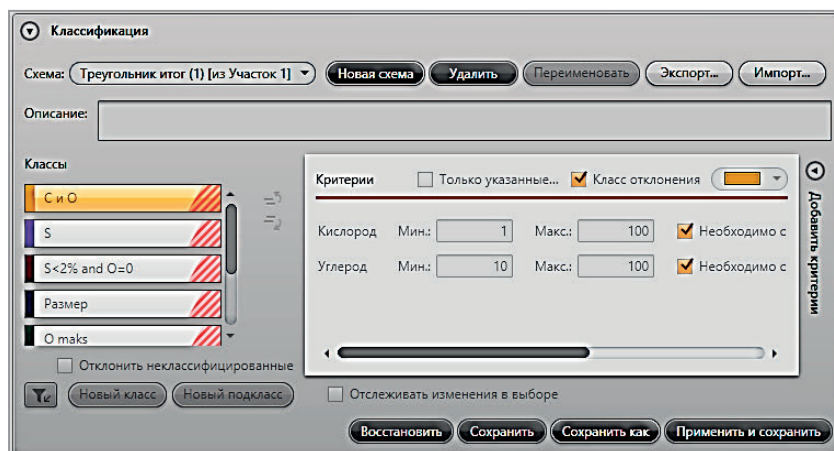 Классификация
Схема: Треугольник итог (1) [из Участок 1] Новая схема Удалить Переименовать Экспорт... Импорт...
Описание:
Классы
Критерии Только указанные... Класс отклонения
С и О
S
S<2% and O=0
Размер
O maks
Кислород Мин.: 1 Макс.: 100 Необходимо с
Углерод Мин.: 10 Макс.: 100 Необходимо с
Добавить критерии
Отклонить неклассифицированные
Новый класс Новый подкласс
Отслеживать изменения в выборе
Восстановить Сохранить Сохранить как Применить и сохранить